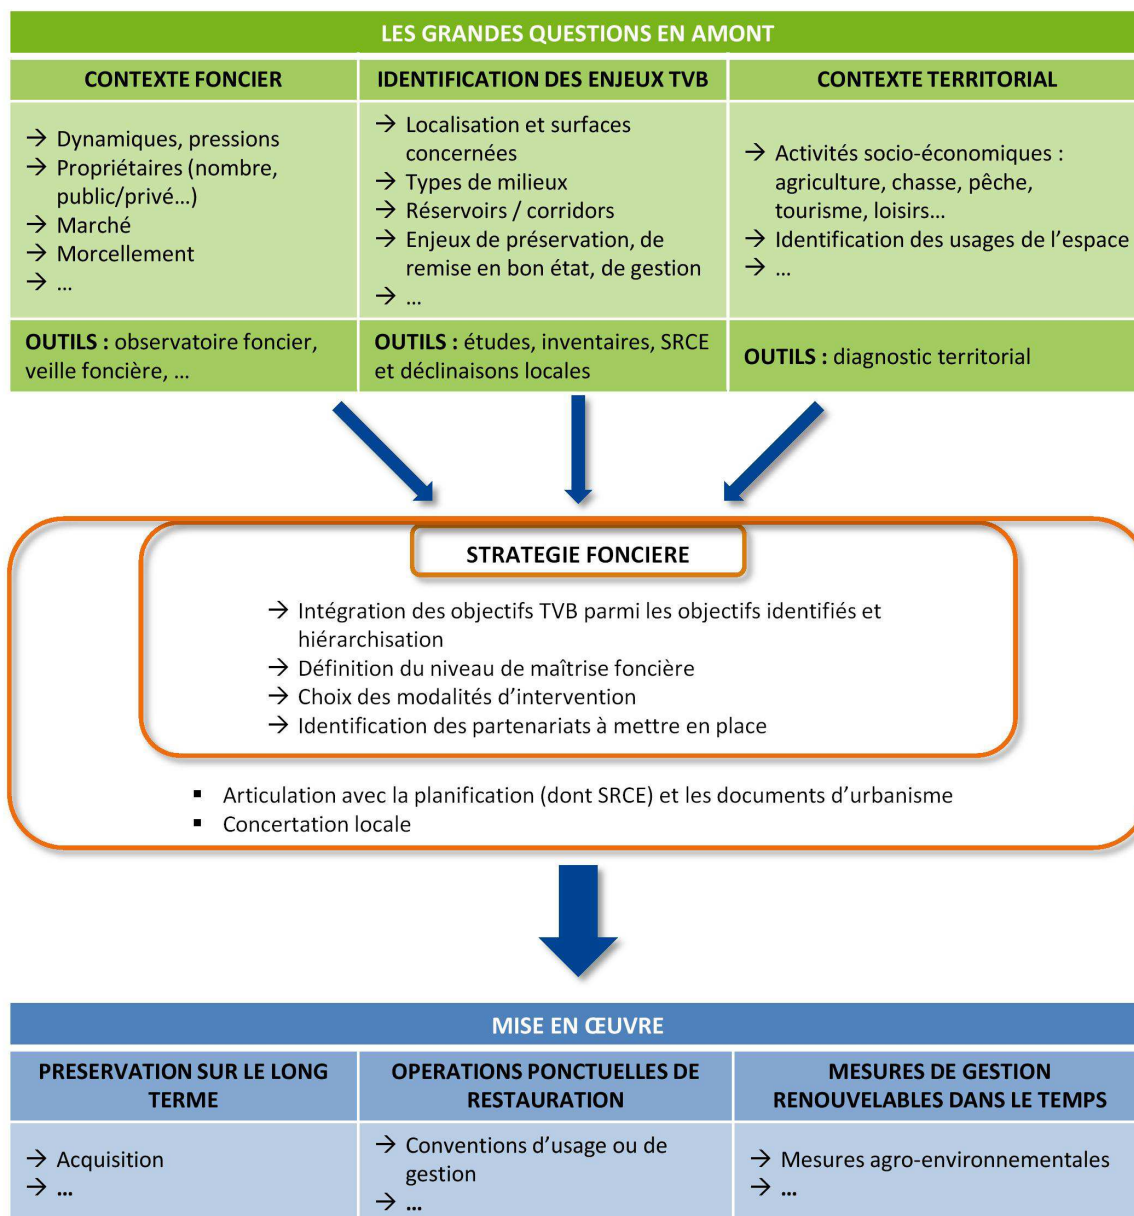 LES GRANDES QUESTIONS EN AMONT
CONTEXTE FONCIER
→ Dynamiques, pressions
→ Propriétaires (nombre,
public/privé…)
→ Marché
→ Morcellement
→ …
OUTILS : observatoire foncier,
veille foncière, …
IDENTIFICATION DES ENJEUX TVB
→ Localisation et surfaces
concernées
→ Types de milieux
→ Réservoirs / corridors
→ Enjeux de préservation, de
remise en bon état, de gestion
→ …
OUTILS : études, inventaires, SRCE
et déclinaisons locales
CONTEXTE TERRITORIAL
→ Activités socio-économiques :
agriculture, chasse, pêche,
tourisme, loisirs…
→ Identification des usages de l’espace
→ …
OUTILS : diagnostic territorial
STRATEGIE FONCIERE
→ Intégration des objectifs TVB parmi les objectifs identifiés et
hiérarchisation
→ Définition du niveau de maîtrise foncière
→ Choix des modalités d’intervention
→ Identification des partenariats à mettre en place
▪ Articulation avec la planification (dont SRCE) et les documents d’urbanisme
▪ Concertation locale
MISE EN ŒUVRE
PRESERVATION SUR LE LONG
TERME
→ Acquisition
→ …
OPERATIONS PONCTUELLES DE
RESTAURATION
→ Conventions d’usage ou de
gestion
→ …
MESURES DE GESTION
RENOUVELABLES DANS LE TEMPS
→ Mesures agro-environnementales
→ …